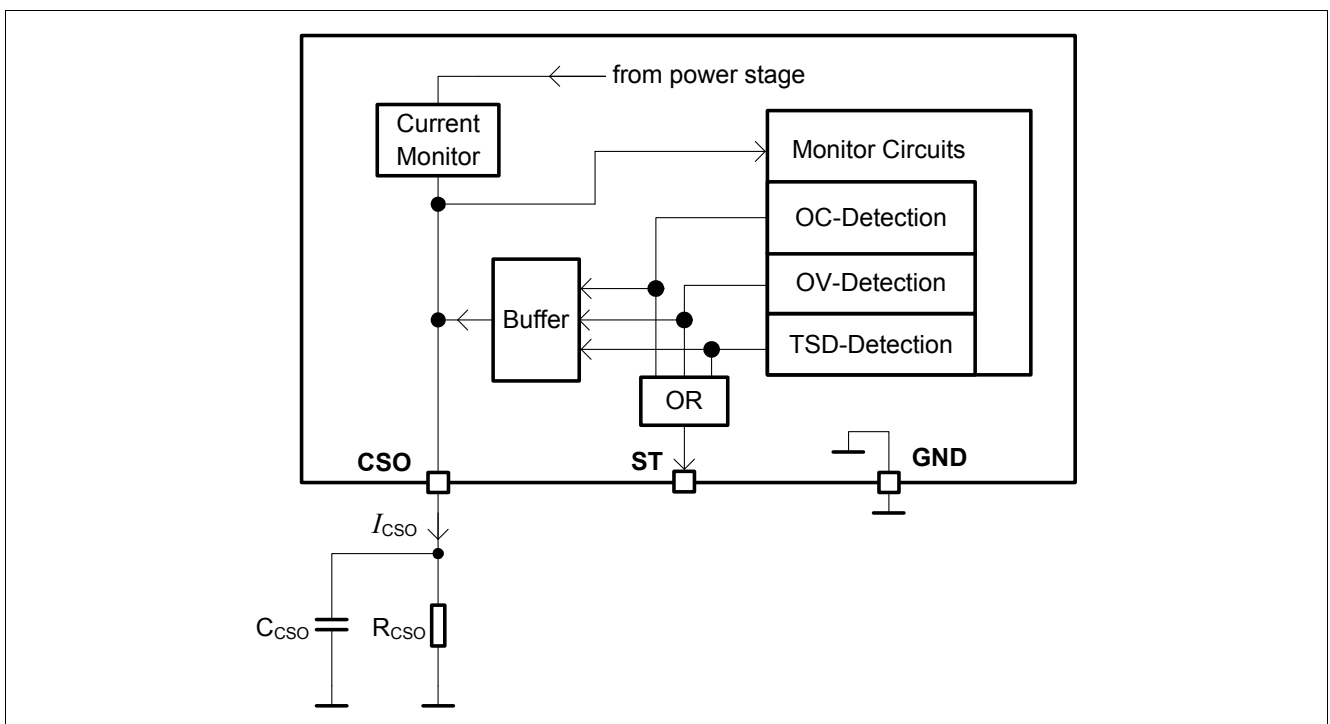 from power stage
Current
Monitor
Monitor Circuits
OC-Detection
OV-Detection
Buffer
TSD-Detection
OR
CSO
ST
GND
ICSO
CCSO
RCSO